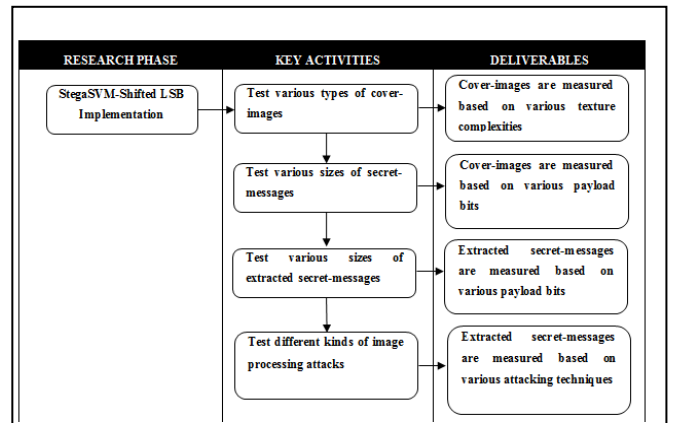 RESEARCH PHASE
KEY ACTIVITIES
DELIVERABLES
StegaSVM-Shifted LSB
Implementation
Test various types of cover-
images
Cover-images are measured
based on various texture
complexities
Test various sizes of secret-
messages
Cover-images are measured
based on various payload
bits
Test various sizes of
extracted secret-messages
Extracted secret-messages
are measured based on
various payload bits
Test different kinds of image
processing attacks
Extracted secret-messages
are measured based on
various attacking techniques